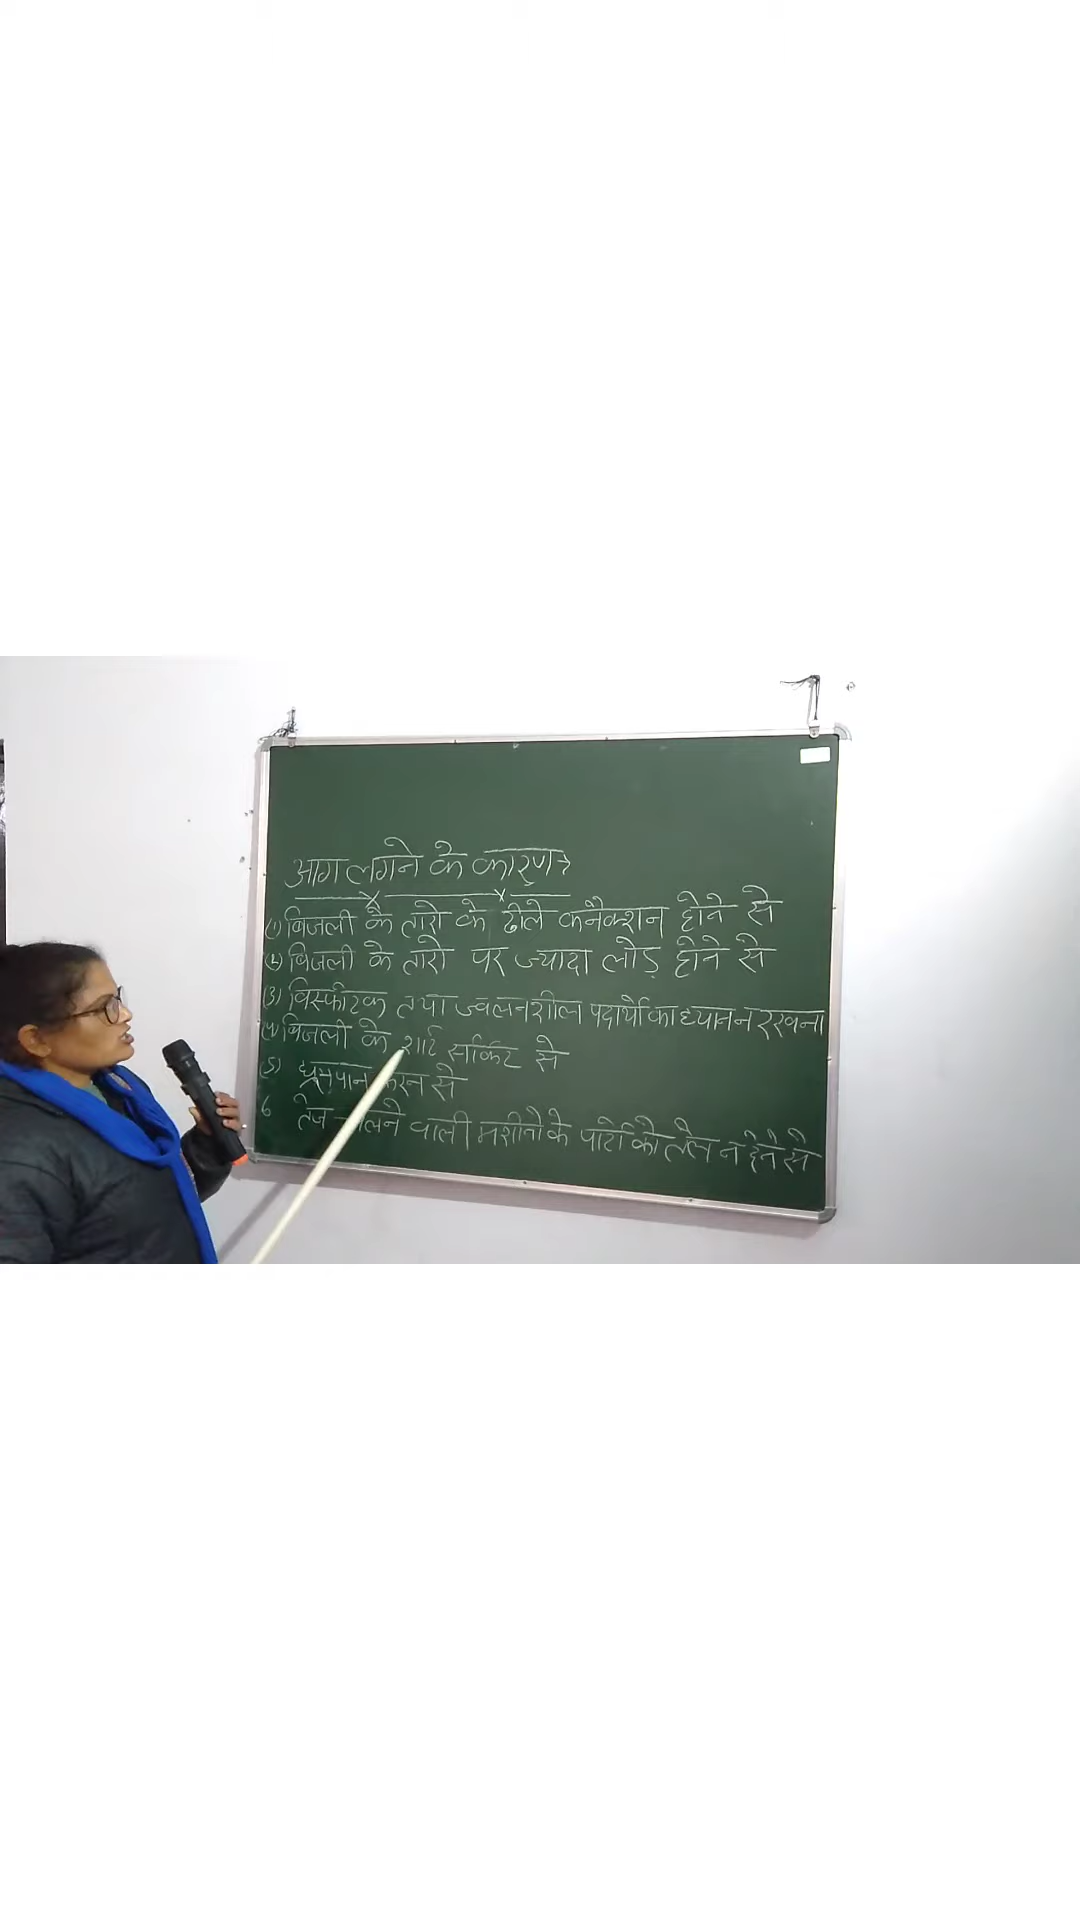 आग लगने के कारण?
(1) बिजली के तारो के ढीले कनैक्शन होने से
(2) बिजली के तारो पर ज्यादा लोड़ होने से
(3) विस्फोटक तथा ज्वलनशील पदार्थो का ध्यान न रखना
(4) बिजली के शार्ट सर्किट से
(5) धूम्रपान करन से
6 तेज चलने वाली मशीनो के पार्टो को तेल न देने से